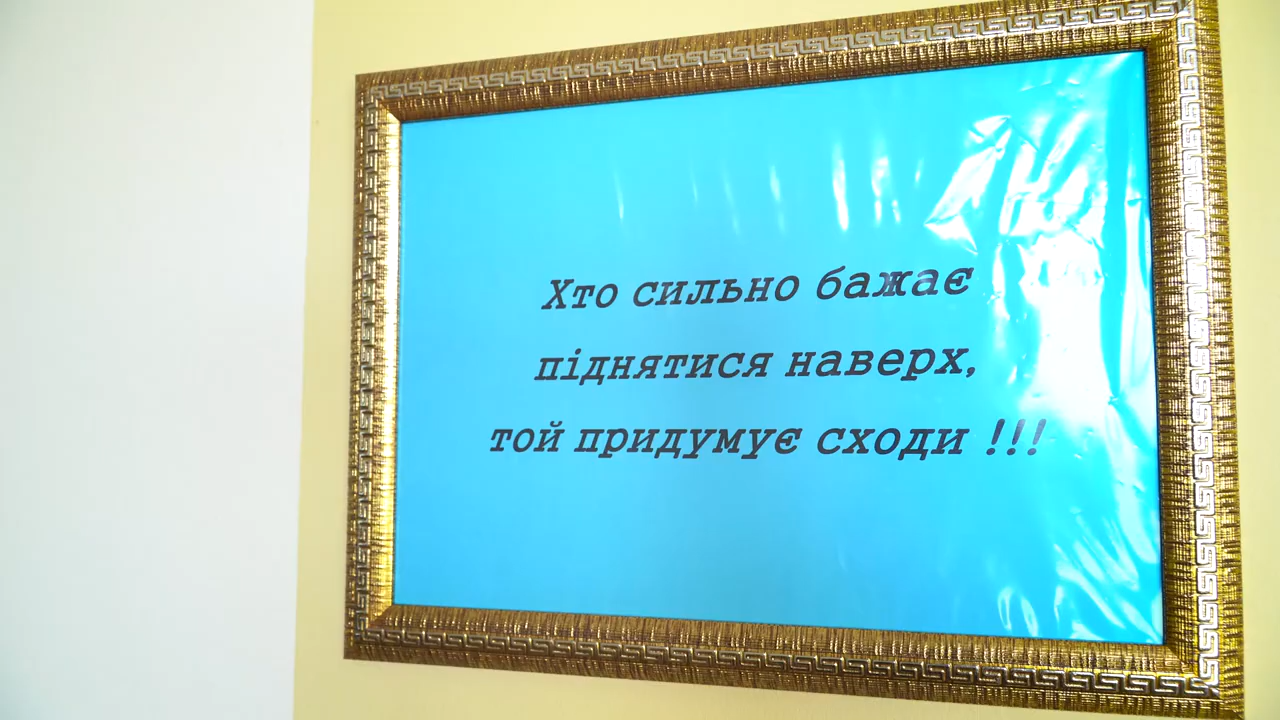 Хто сильно бажає
піднятися наверх,
той придумує сходи !!!